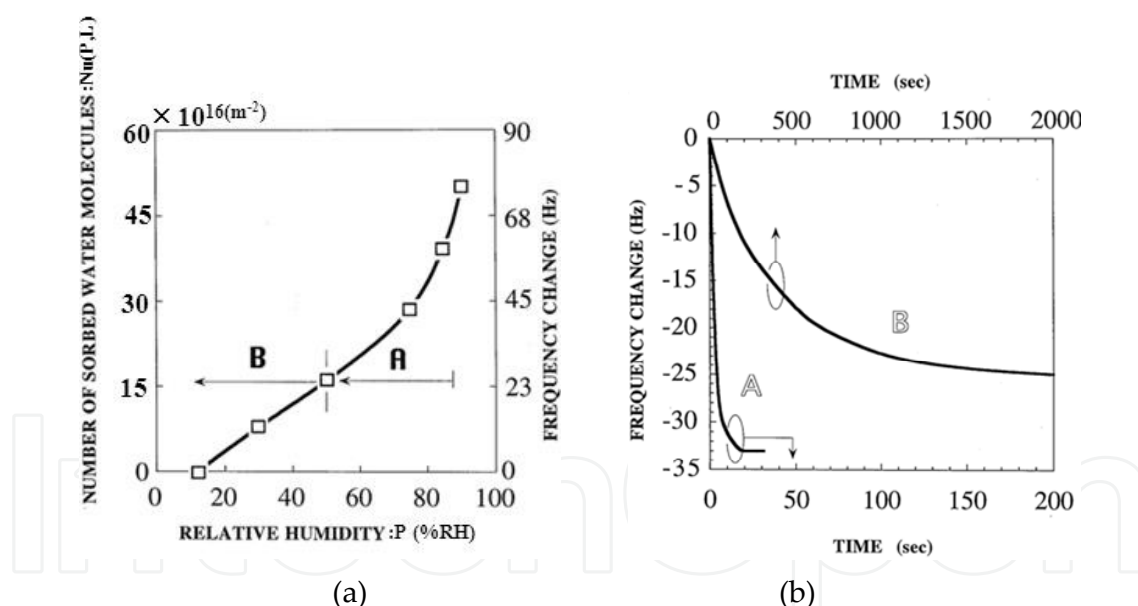 NUMBER OF SORBED WATER MOLECULES :Nu(P,L)
× 10^16(m^-2)
60
45
30
15
0
0
20
40
60
80
100
RELATIVE HUMIDITY :P (%RH)
90
68
45
23
0
FREQUENCY CHANGE (Hz)
B
A
(a)
TIME (sec)
0
500
1000
1500
2000
FREQUENCY CHANGE (Hz)
0
-5
-10
-15
-20
-25
-30
-35
B
A
0
50
100
150
200
TIME (sec)
(b)